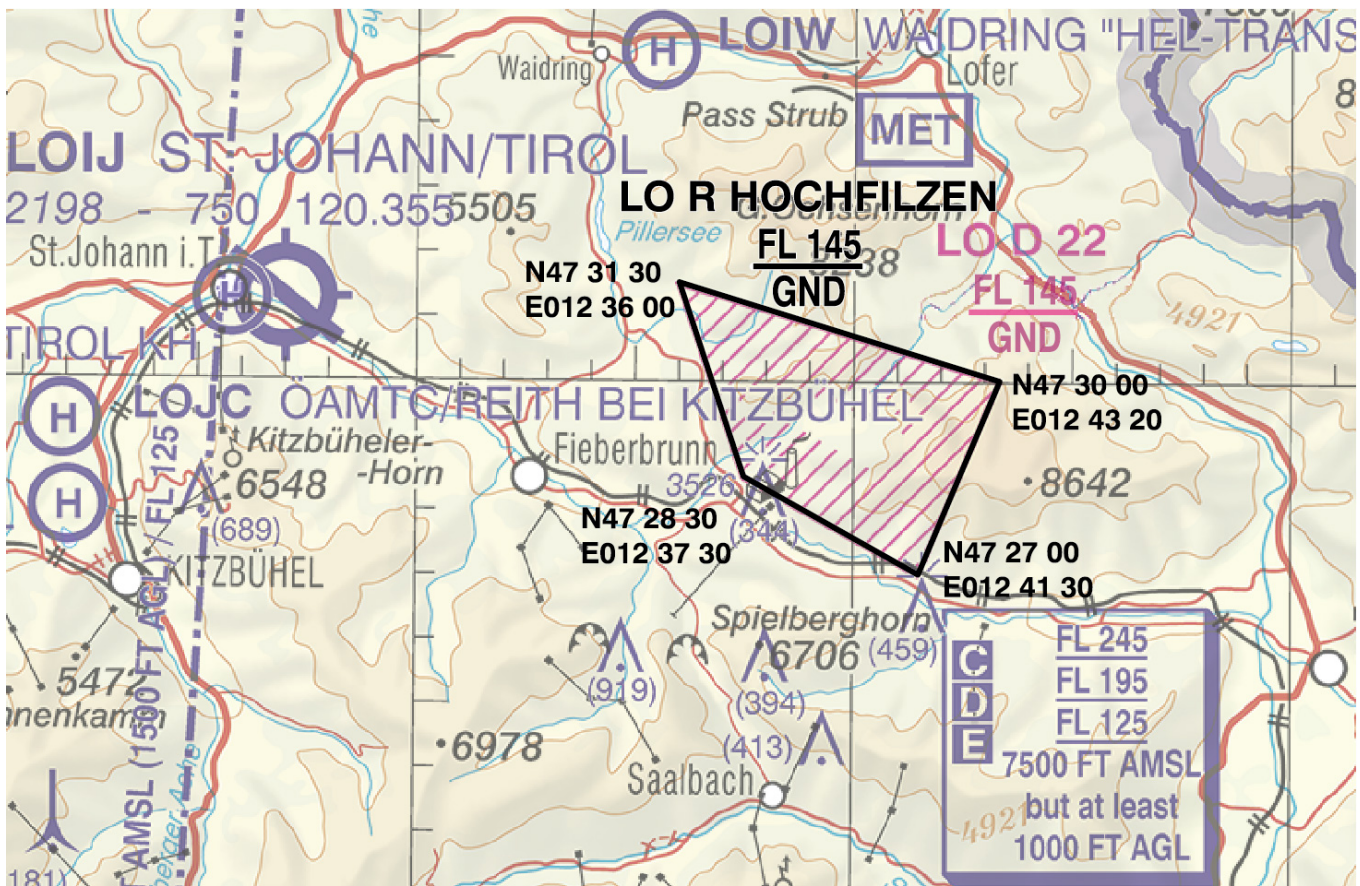 LOIW WAIDRING "HEL-TRANS
Waidring
Lofer
Pass Strub
MET
LOIJ ST. JOHANN/TIROL
2198 - 750 120.355
5505
St.Johann i.T.
Pillersee
LO R HOCHFILZEN
FL 145
GND
LO D 22
FL 145
GND
N47 31 30
E012 36 00
4921
TIROL KH
H
H
H
H
LOJC ÖAMTC/REITH BEI KITZBÜHEL
N47 30 00
E012 43 20
Kitzbüheler-
-Horn
6548
(689)
Fieberbrunn
3526
(344)
8642
N47 28 30
E012 37 30
N47 27 00
E012 41 30
KITZBÜHEL
AMSL (1500 FT AGL) / FL 125
Spielberghorn
6706
(459)
(919)
(394)
(413)
5472
6978
Saalbach
C
D
E
FL 245
FL 195
FL 125
7500 FT AMSL
but at least
1000 FT AGL
4921
181)